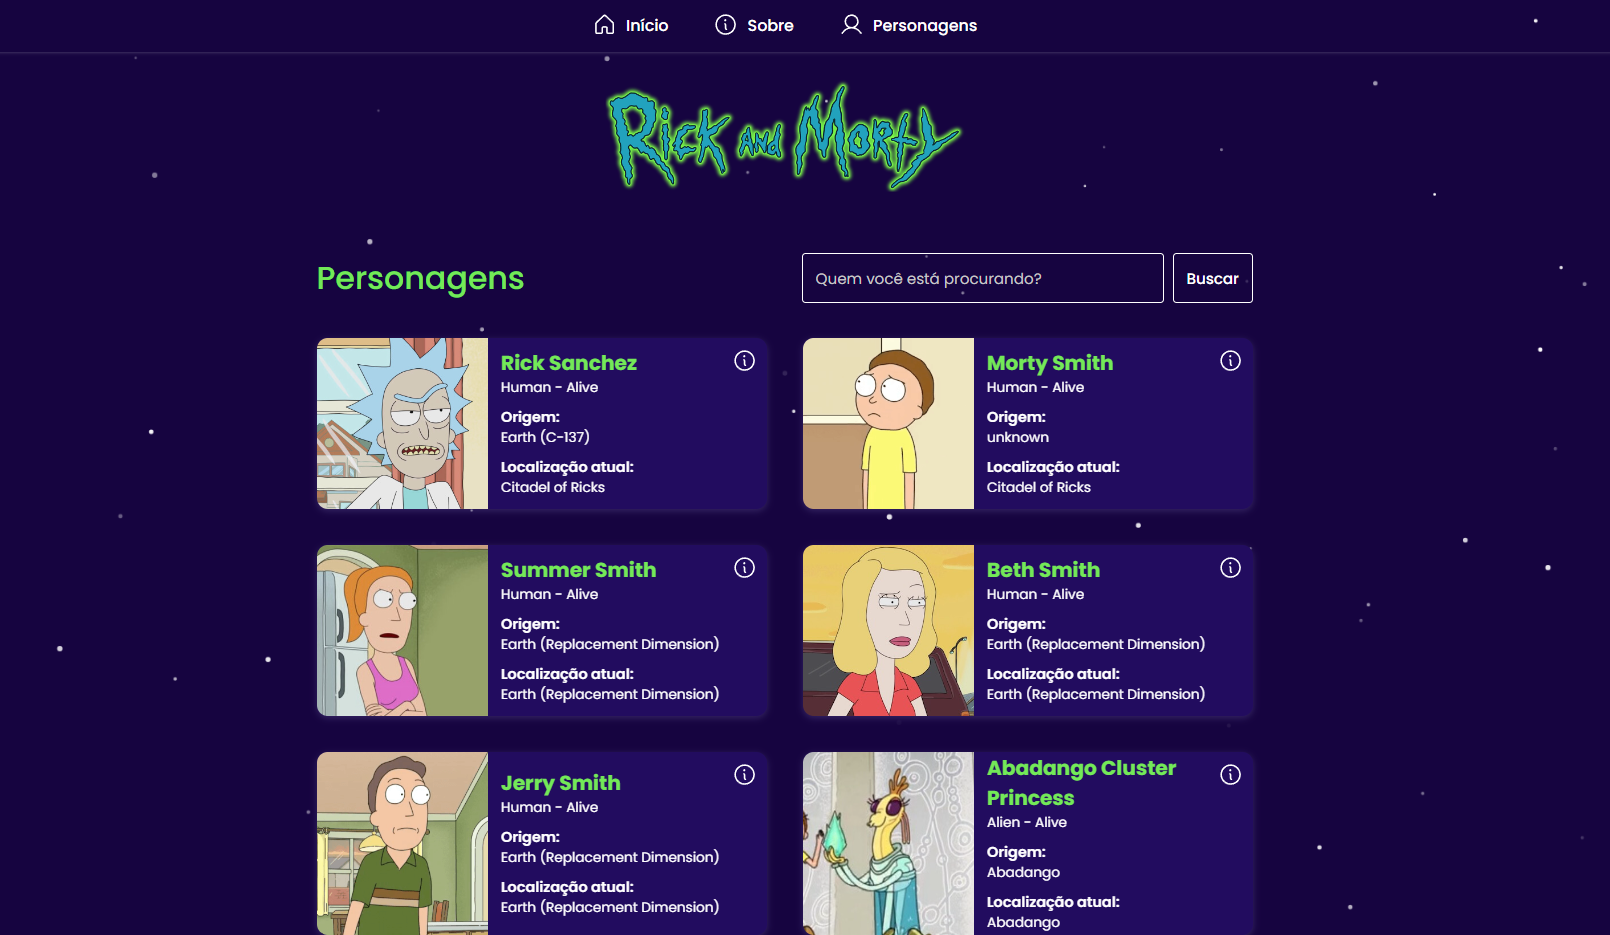 Início
Sobre
Personagens
Rick and Morty
Personagens
Quem você está procurando?
Buscar
Rick Sanchez
Human - Alive
Origem:
Earth (C-137)
Localização atual:
Citadel of Ricks
Morty Smith
Human - Alive
Origem:
unknown
Localização atual:
Citadel of Ricks
Summer Smith
Human - Alive
Origem:
Earth (Replacement Dimension)
Localização atual:
Earth (Replacement Dimension)
Beth Smith
Human - Alive
Origem:
Earth (Replacement Dimension)
Localização atual:
Earth (Replacement Dimension)
Jerry Smith
Human - Alive
Origem:
Earth (Replacement Dimension)
Localização atual:
Earth (Replacement Dimension)
Abadango Cluster
Princess
Alien - Alive
Origem:
Abadango
Localização atual:
Abadango